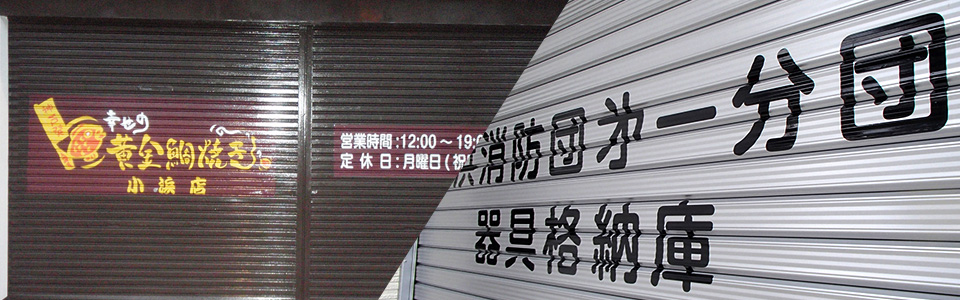 幸せの
黄金鯛焼き
小浜店
営業時間:12:00〜19:
定休日:月曜日(祝
消防団㐧一分団
器具格納庫